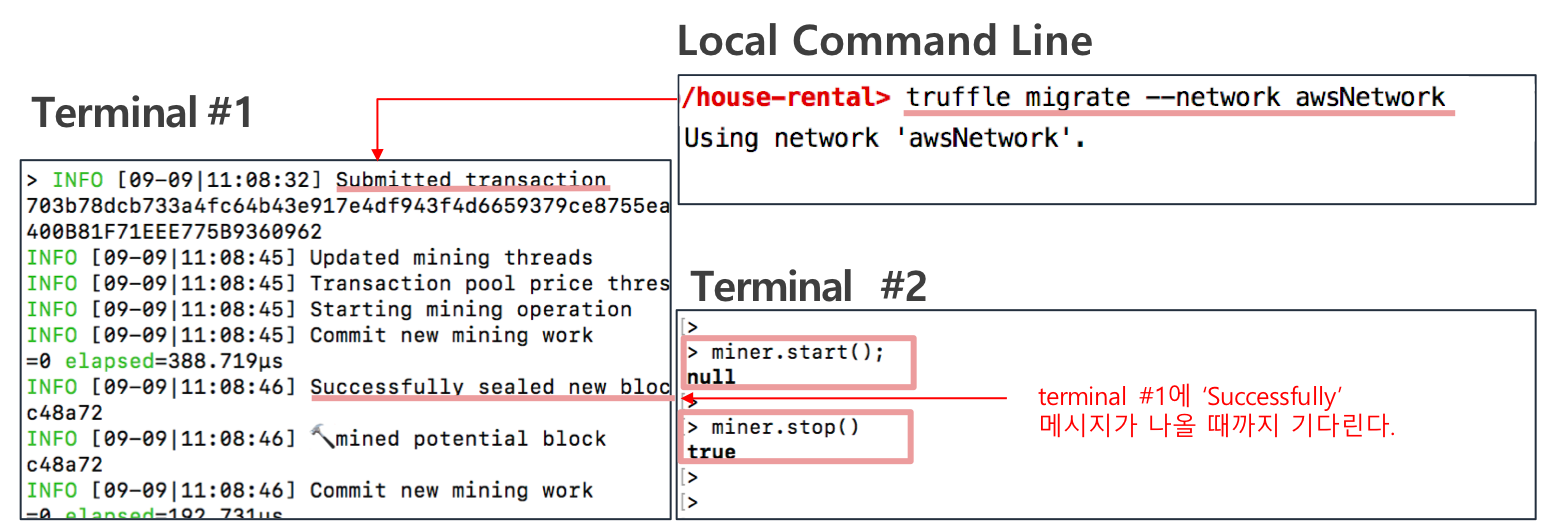 Local Command Line
/house-rental> truffle migrate --network awsNetwork
Using network 'awsNetwork'.
Terminal #1
> INFO [09-09|11:08:32] Submitted transaction
703b78dcb733a4fc64b43e917e4df943f4d6659379ce8755ea
400B81F71EEE775B9360962
INFO [09-09|11:08:45] Updated mining threads
INFO [09-09|11:08:45] Transaction pool price thres
INFO [09-09|11:08:45] Starting mining operation
INFO [09-09|11:08:45] Commit new mining work
=0 elapsed=388.719µs
INFO [09-09|11:08:46] Successfully sealed new bloc
c48a72
INFO [09-09|11:08:46] 🔨mined potential block
c48a72
INFO [09-09|11:08:46] Commit new mining work
=0 elapsed=192.731µs
Terminal #2
[>
> miner.start();
null
>
> miner.stop()
true
[>
[>
terminal #1에 ‘Successfully’
메시지가 나올 때까지 기다린다.